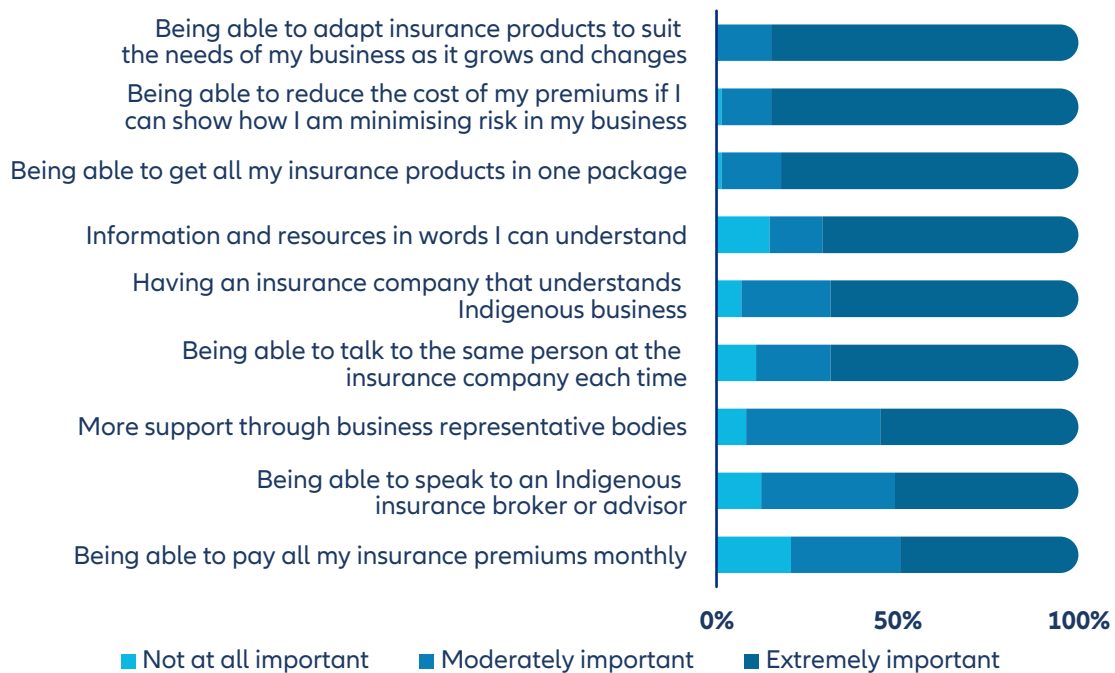 Being able to adapt insurance products to suit
the needs of my business as it grows and changes
Being able to reduce the cost of my premiums if I
can show how I am minimising risk in my business
Being able to get all my insurance products in one package
Information and resources in words I can understand
Having an insurance company that understands
Indigenous business
Being able to talk to the same person at the
insurance company each time
More support through business representative bodies
Being able to speak to an Indigenous
insurance broker or advisor
Being able to pay all my insurance premiums monthly
0% 50% 100%
Not at all important Moderately important Extremely important